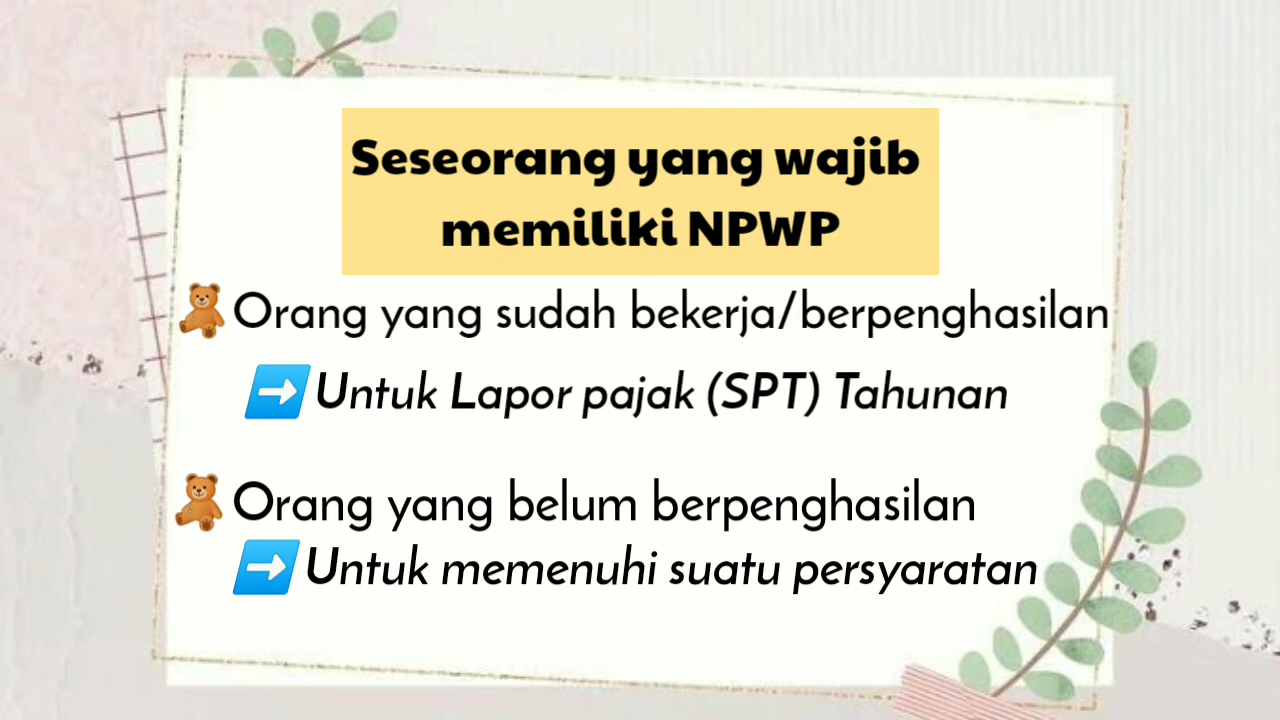 Seseorang yang wajib
memiliki NPWP
Orang yang sudah bekerja/berpenghasilan
Untuk Lapor pajak (SPT) Tahunan
Orang yang belum berpenghasilan
Untuk memenuhi suatu persyaratan